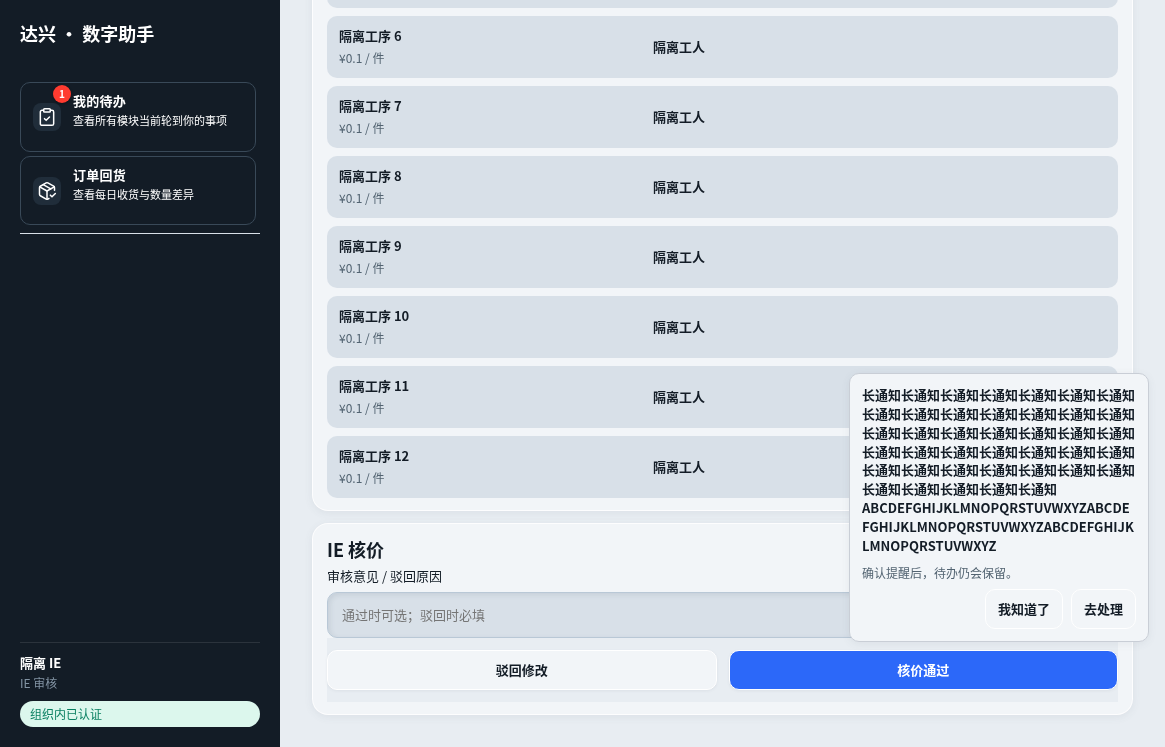 达兴 · 数字助手
1
我的待办
查看所有模块当前轮到你的事项
订单回货
查看每日收货与数量差异
隔离 IE
IE 审核
组织内已认证
隔离工序 6
¥0.1 / 件
隔离工人
隔离工序 7
¥0.1 / 件
隔离工人
隔离工序 8
¥0.1 / 件
隔离工人
隔离工序 9
¥0.1 / 件
隔离工人
隔离工序 10
¥0.1 / 件
隔离工人
隔离工序 11
¥0.1 / 件
隔离工人
隔离工序 12
¥0.1 / 件
隔离工人
IE 核价
审核意见 / 驳回原因
通过时可选；驳回时必填
驳回修改
核价通过
长通知长通知长通知长通知长通知长通知长通知
长通知长通知长通知长通知长通知长通知长通知
长通知长通知长通知长通知长通知长通知长通知
长通知长通知长通知长通知长通知长通知长通知
长通知长通知长通知长通知长通知长通知长通知
长通知长通知长通知长通知长通知
ABCDEFGHIJKLMNOPQRSTUVWXYZABCDE
FGHIJKLMNOPQRSTUVWXYZABCDEFGHIJK
LMNOPQRSTUVWXYZ
确认提醒后，待办仍会保留。
我知道了
去处理